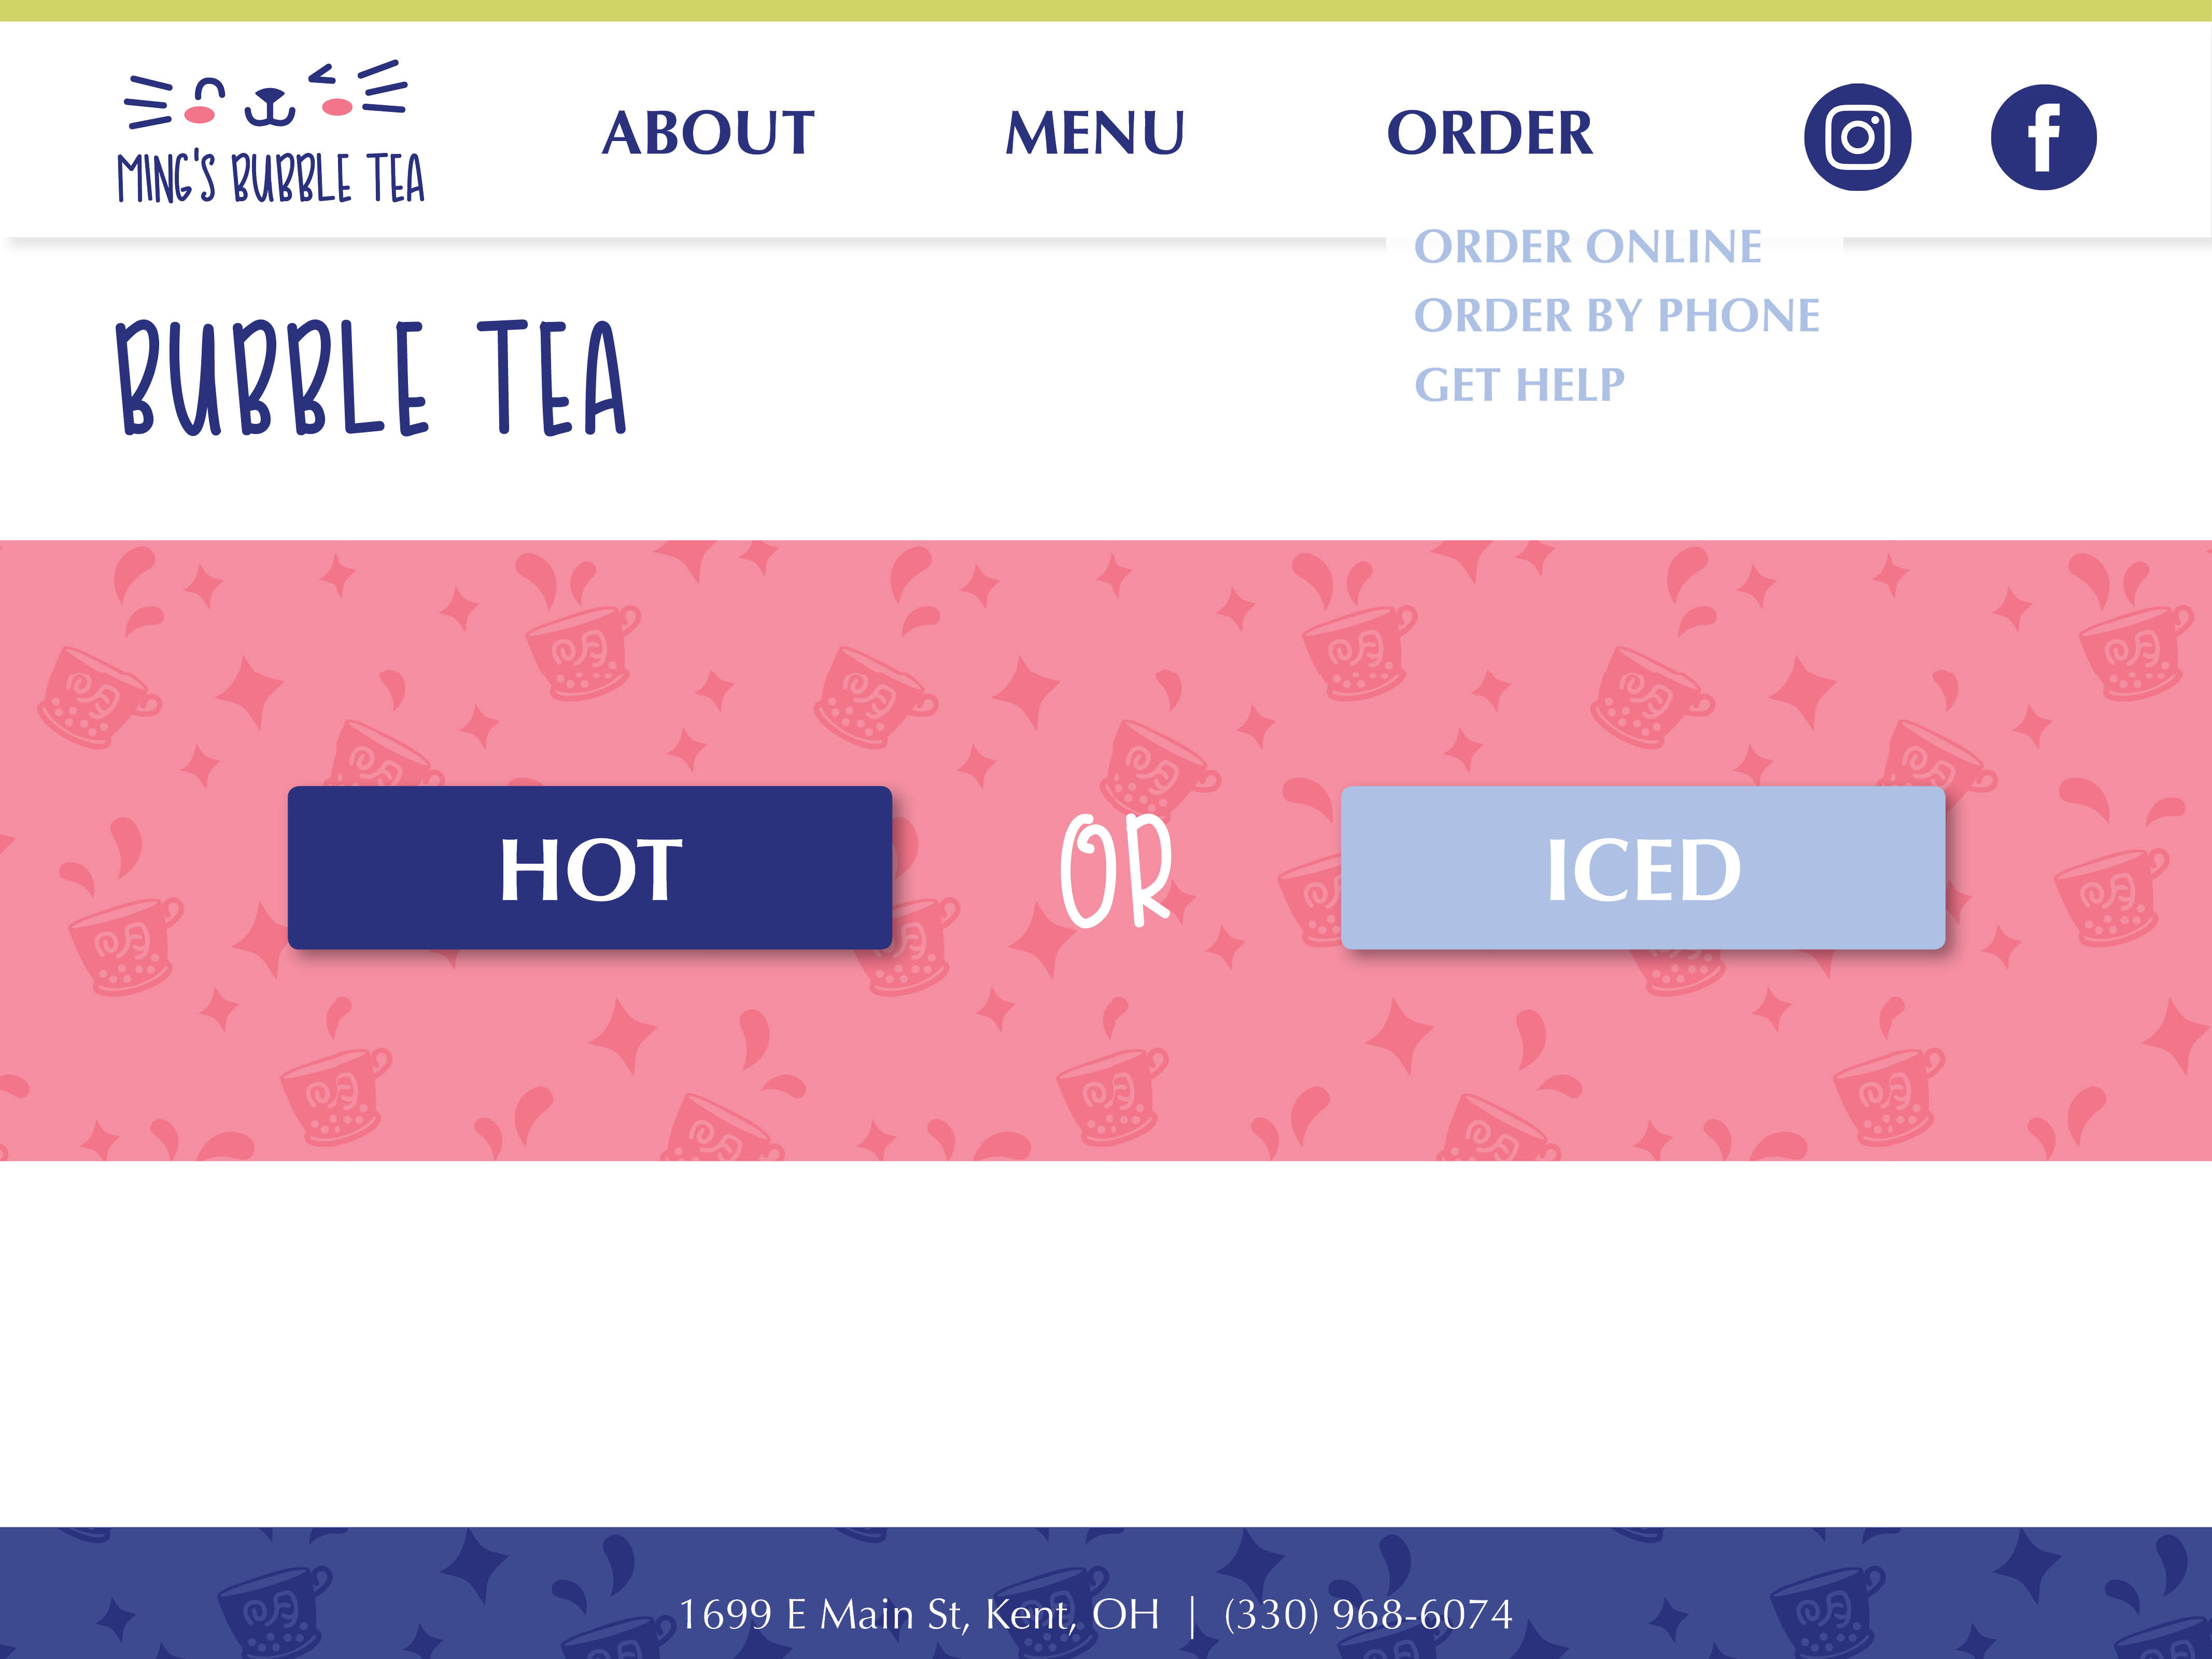 MING'S BUBBLE TEA
ABOUT
MENU
ORDER
ORDER ONLINE
ORDER BY PHONE
GET HELP
BUBBLE TEA
HOT
OR
ICED
1699 E Main St, Kent, OH | (330) 968-6074